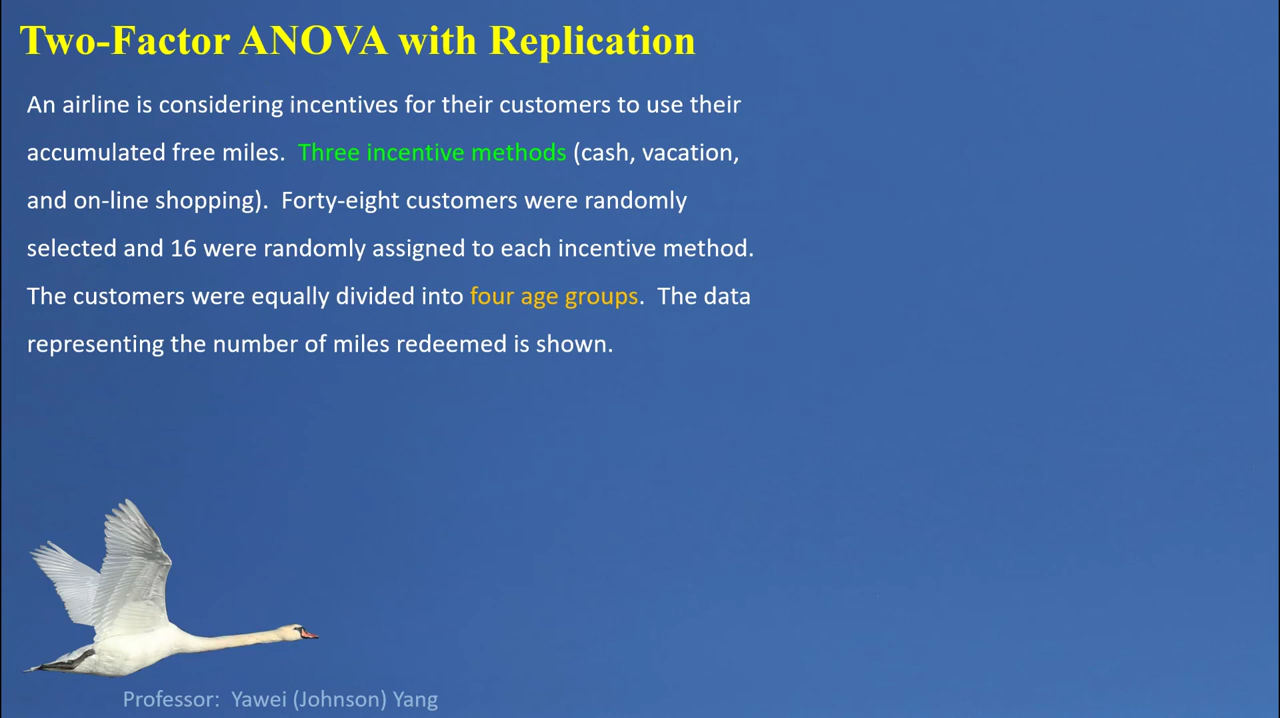 Two-Factor ANOVA with Replication
An airline is considering incentives for their customers to use their
accumulated free miles.  Three incentive methods (cash, vacation,
and on-line shopping).  Forty-eight customers were randomly
selected and 16 were randomly assigned to each incentive method.
The customers were equally divided into four age groups.  The data
representing the number of miles redeemed is shown.
Professor:  Yawei (Johnson) Yang